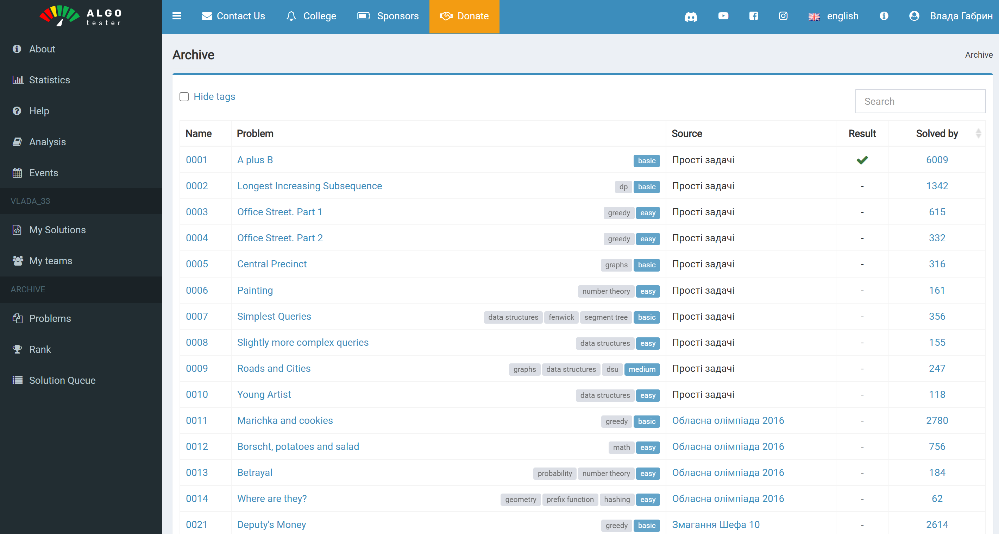 ALGO
tester
Contact Us College Sponsors Donate english Влада Габрин
About
Statistics
Help
Analysis
Events
VLADA_33
My Solutions
My teams
ARCHIVE
Problems
Rank
Solution Queue
Archive Archive
Hide tags Search
Name Problem Source Result Solved by
0001 A plus B basic Прості задачі 6009
0002 Longest Increasing Subsequence dp basic Прості задачі - 1342
0003 Office Street. Part 1 greedy easy Прості задачі - 615
0004 Office Street. Part 2 greedy easy Прості задачі - 332
0005 Central Precinct graphs basic Прості задачі - 316
0006 Painting number theory easy Прості задачі - 161
0007 Simplest Queries data structures fenwick segment tree basic Прості задачі - 356
0008 Slightly more complex queries data structures easy Прості задачі - 155
0009 Roads and Cities graphs data structures dsu medium Прості задачі - 247
0010 Young Artist data structures easy Прості задачі - 118
0011 Marichka and cookies greedy basic Обласна олімпіада 2016 - 2780
0012 Borscht, potatoes and salad math easy Обласна олімпіада 2016 - 756
0013 Betrayal probability number theory easy Обласна олімпіада 2016 - 184
0014 Where are they? geometry prefix function hashing easy Обласна олімпіада 2016 - 62
0021 Deputy's Money greedy basic Змагання Шефа 10 - 2614